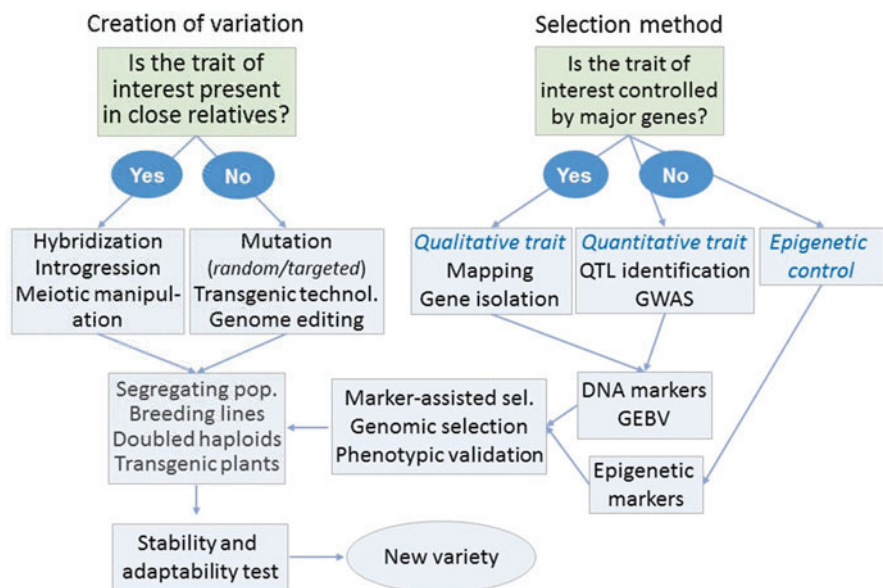 Creation of variation
Is the trait of
interest present
in close relatives?
Yes
No
Hybridization
Introgression
Meiotic manipul-
ation
Mutation
(random/targeted)
Transgenic technol.
Genome editing
Segregating pop.
Breeding lines
Doubled haploids
Transgenic plants
Stability and
adaptability test
New variety
Selection method
Is the trait of
interest controlled
by major genes?
Yes
No
Qualitative trait
Mapping
Gene isolation
Quantitative trait
QTL identification
GWAS
Epigenetic
control
DNA markers
GEBV
Epigenetic
markers
Marker-assisted sel.
Genomic selection
Phenotypic validation